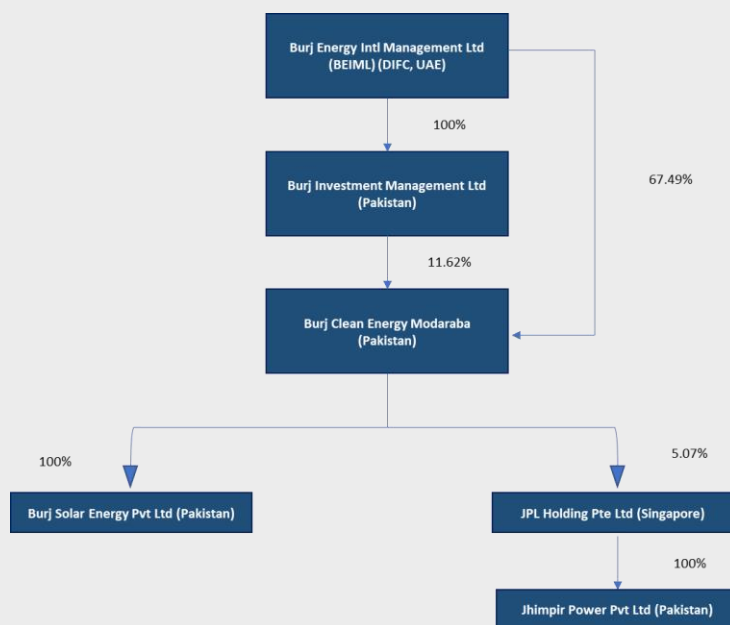 Burj Energy Intl Management Ltd
(BEIML) (DIFC, UAE)
100%
67.49%
Burj Investment Management Ltd
(Pakistan)
11.62%
Burj Clean Energy Modaraba
(Pakistan)
100%
5.07%
Burj Solar Energy Pvt Ltd (Pakistan)
JPL Holding Pte Ltd (Singapore)
100%
Jhimpir Power Pvt Ltd (Pakistan)